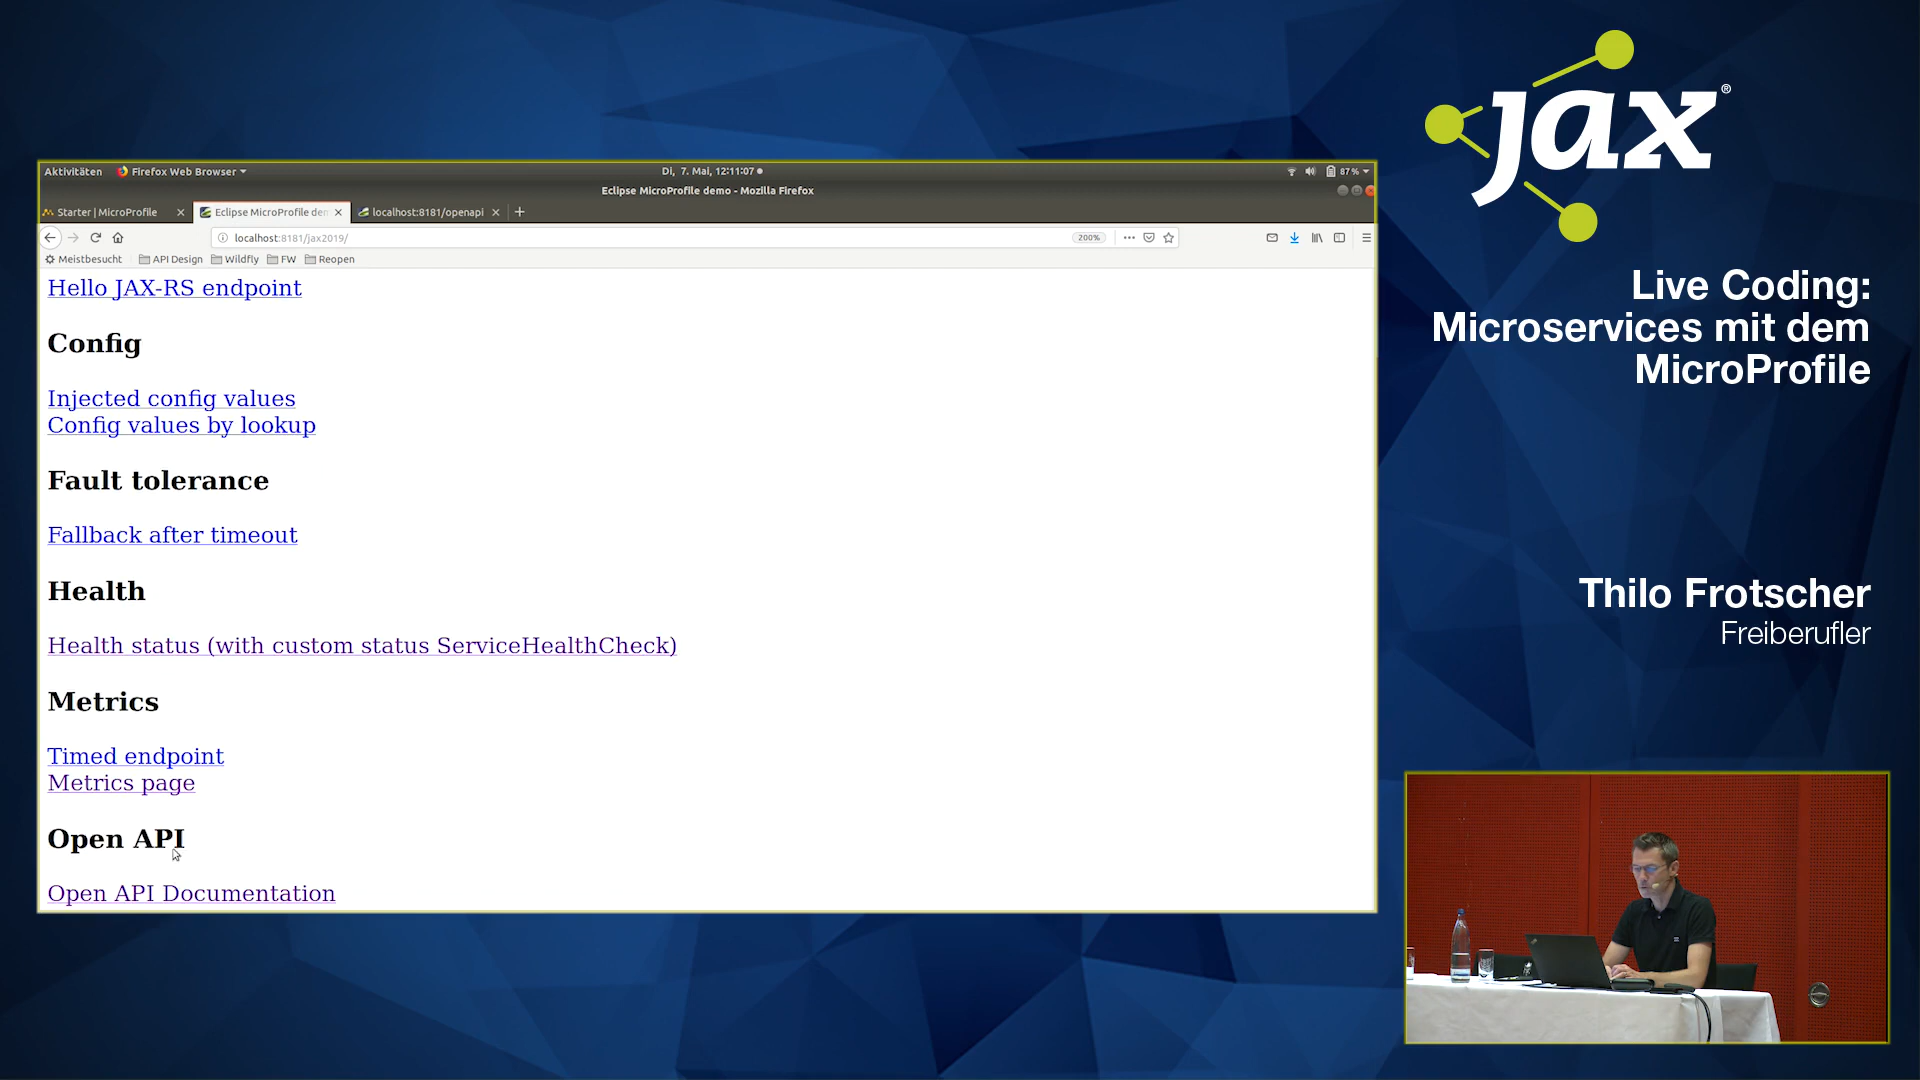 Aktivitäten Firefox Web Browser Di, 7. Mai, 12:11:07 87%
Eclipse MicroProfile demo - Mozilla Firefox
Starter | MicroProfile Eclipse MicroProfile dem localhost:8181/openapi
localhost:8181/jax2019/ 200%
Meistbesucht API Design Wildfly FW Reopen
Hello JAX-RS endpoint
Config
Injected config values
Config values by lookup
Fault tolerance
Fallback after timeout
Health
Health status (with custom status ServiceHealthCheck)
Metrics
Timed endpoint
Metrics page
Open API
Open API Documentation
jax®
Live Coding:
Microservices mit dem
MicroProfile
Thilo Frotscher
Freiberufler